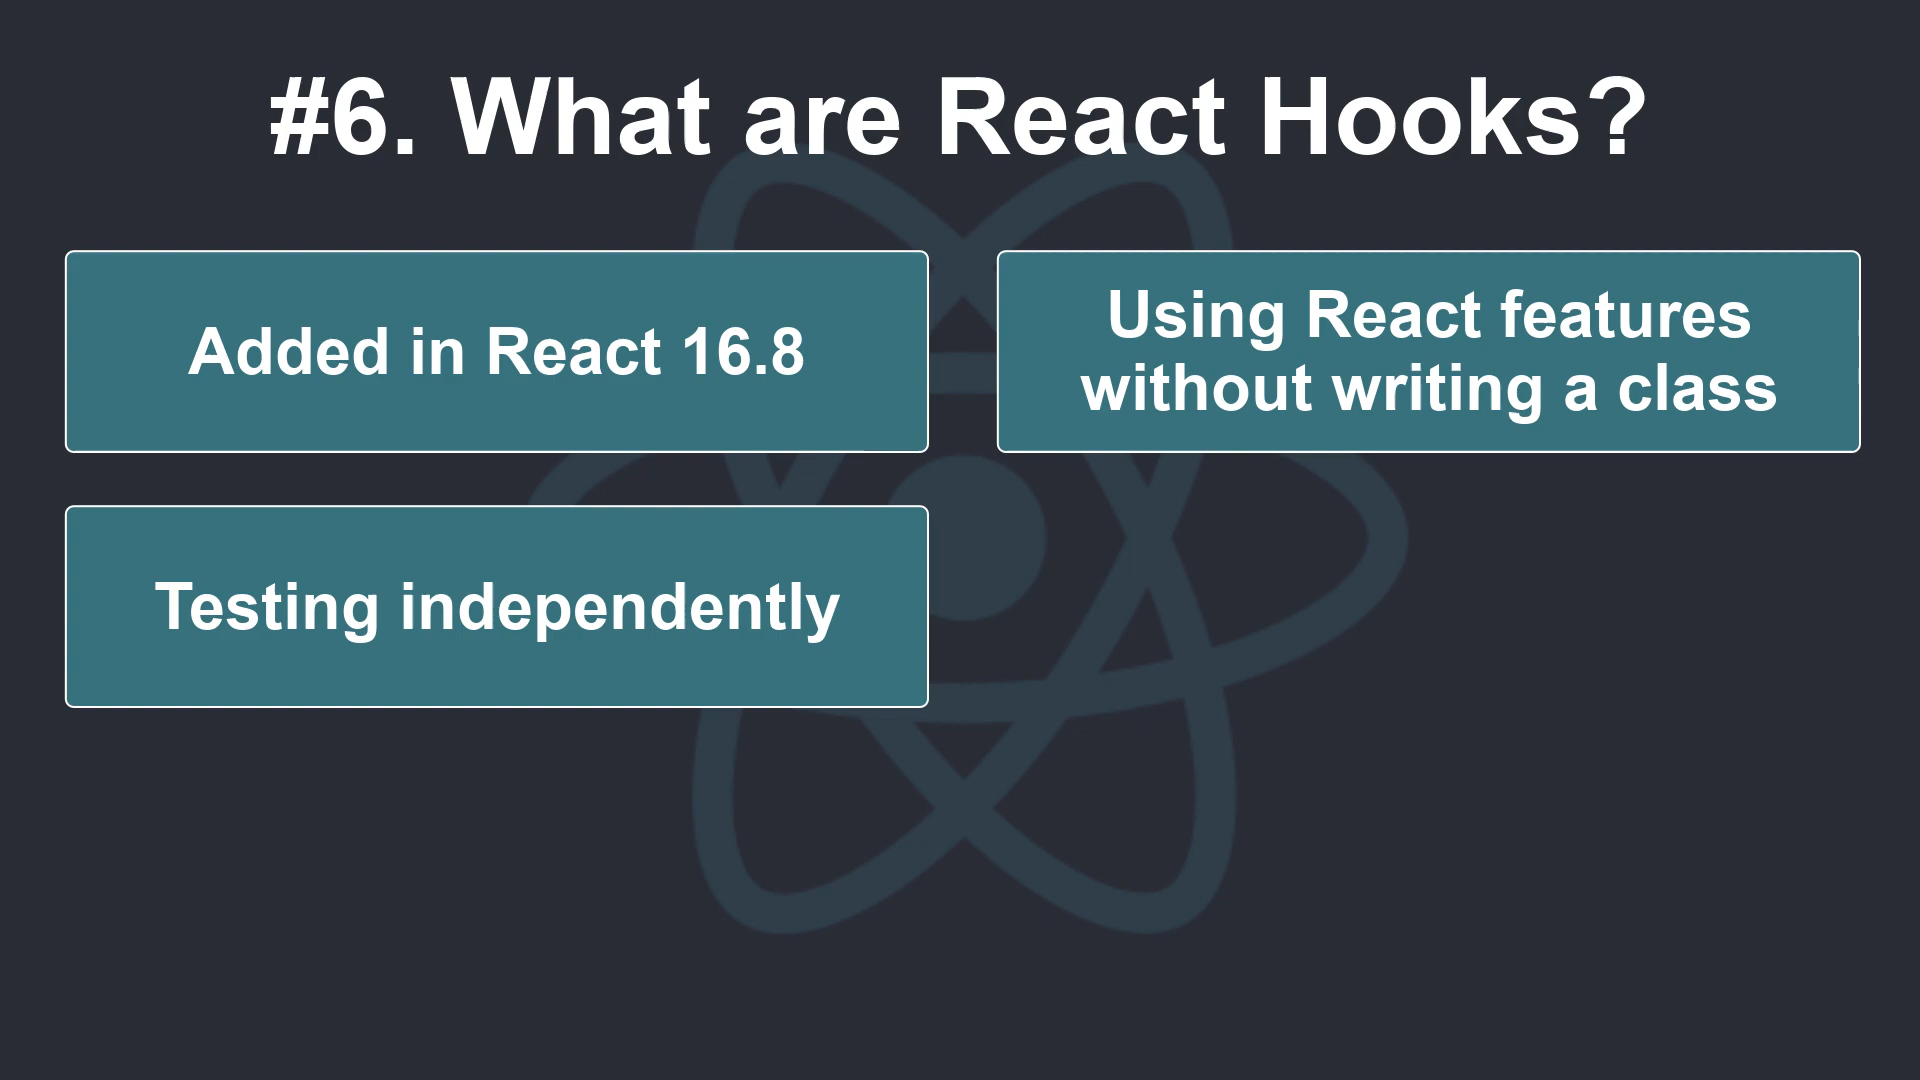 #6. What are React Hooks?
Added in React 16.8
Using React features
without writing a class
Testing independently